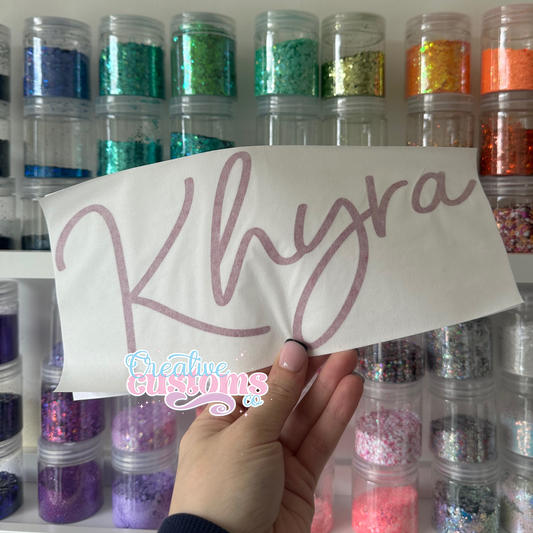 Khyra
Creative
customs
co.